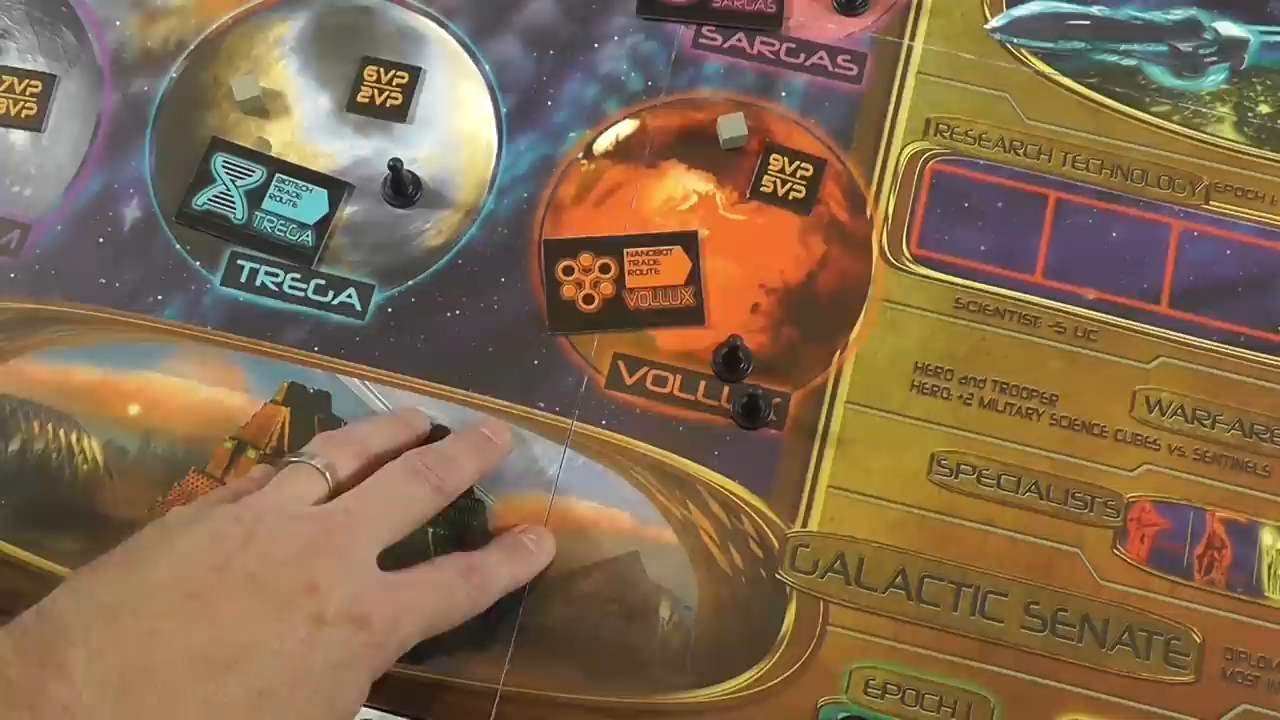 SARGAS
SARGAS
7VP
3VP
6VP
2VP
9VP
5VP
BIOTECH
TRADE
ROUTE
TREGA
TREGA
NANOBOT
TRADE
ROUTE
VOLLUX
RESEARCH TECHNOLOGY
EPOCH
SCIENTIST: -5 UC
HERO and TROOPER
HERO: +2 MILITARY SCIENCE CUBES VS. SENTINELS
WARFARE
SPECIALISTS
GALACTIC SENATE
MOST
EPOCH I